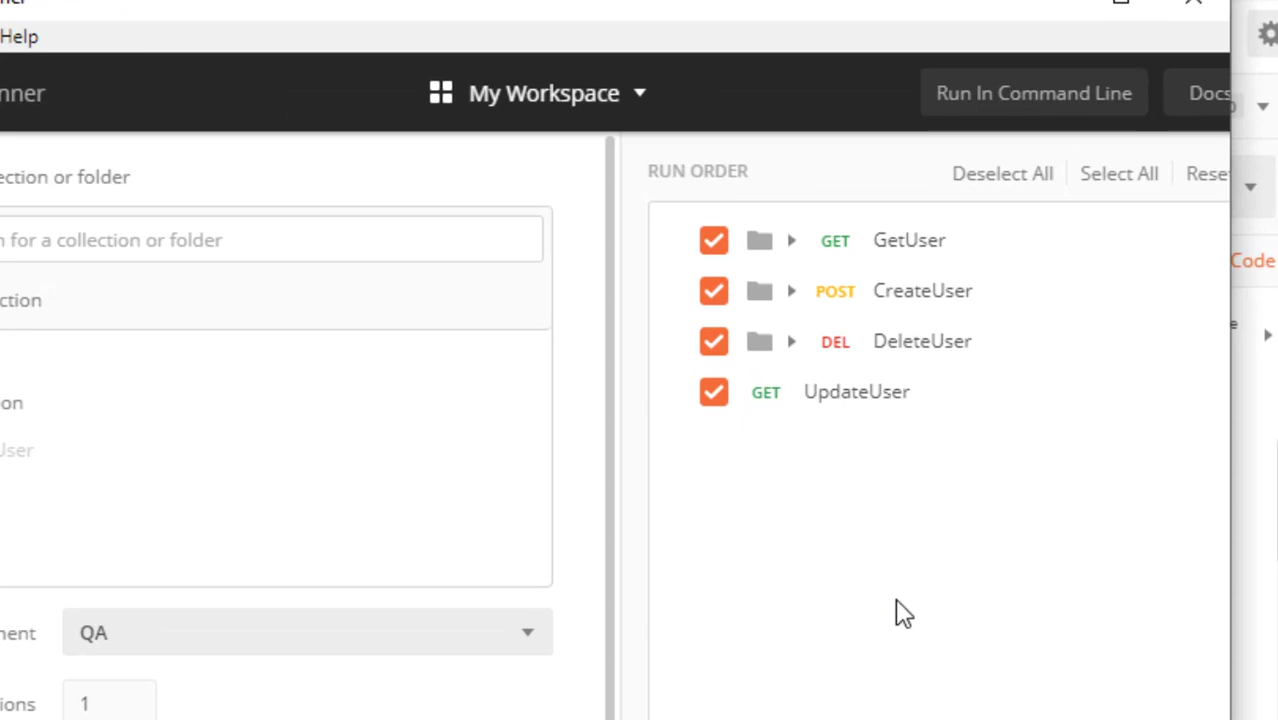 Help
nner
My Workspace
Run In Command Line
Docs
ection or folder
RUN ORDER
Deselect All
Select All
Reset
n for a collection or folder
ction
GET GetUser
POST CreateUser
DEL DeleteUser
GET UpdateUser
Code
e
on
User
ment
QA
ions
1